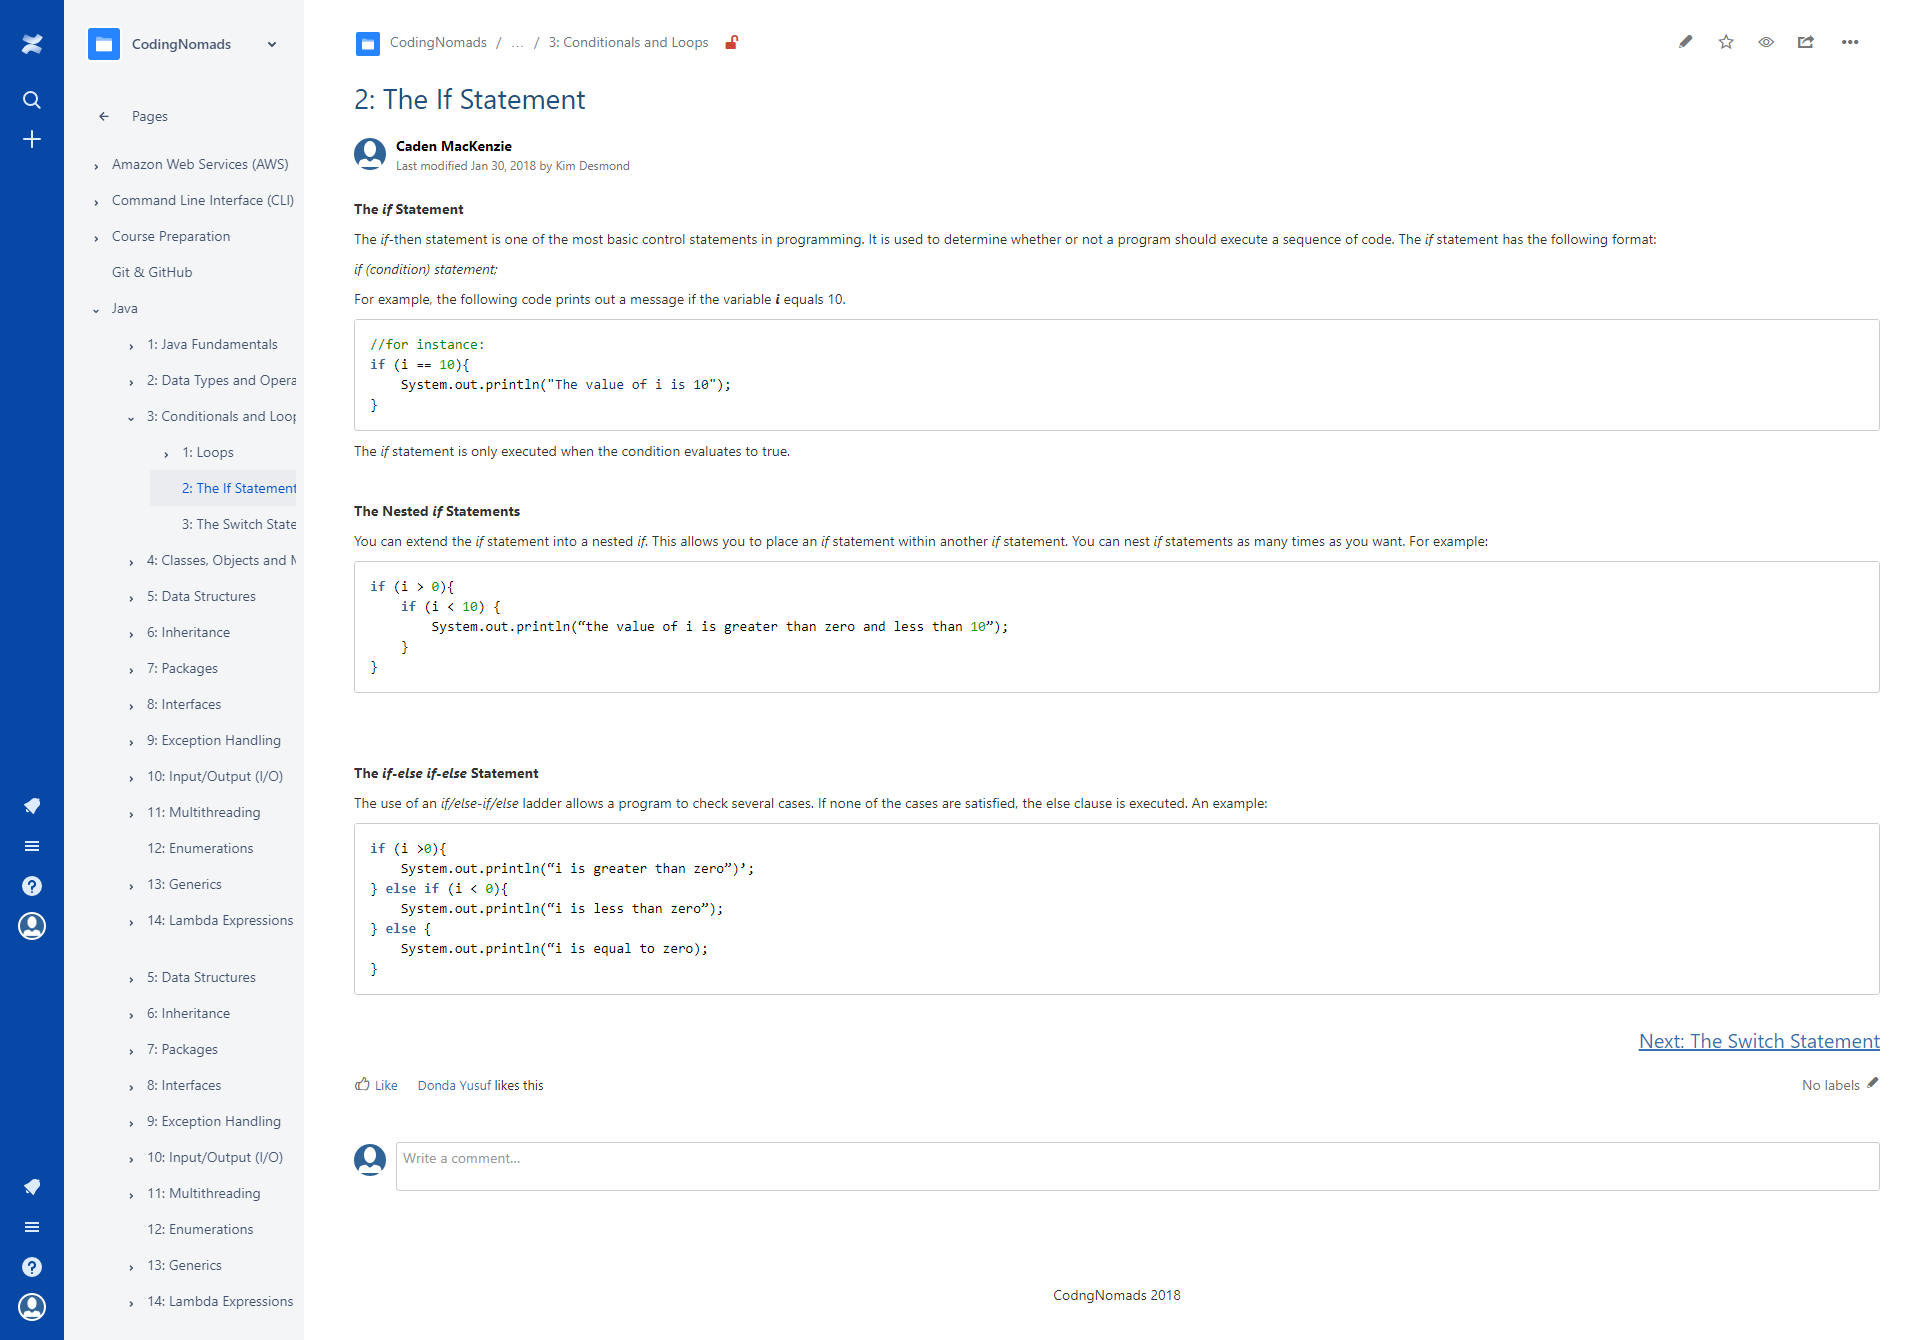 CodingNomads
Pages
Amazon Web Services (AWS)
Command Line Interface (CLI)
Course Preparation
Git & GitHub
Java
1: Java Fundamentals
2: Data Types and Opera
3: Conditionals and Loop
1: Loops
2: The If Statement
3: The Switch State
4: Classes, Objects and M
5: Data Structures
6: Inheritance
7: Packages
8: Interfaces
9: Exception Handling
10: Input/Output (I/O)
11: Multithreading
12: Enumerations
13: Generics
14: Lambda Expressions
5: Data Structures
6: Inheritance
7: Packages
8: Interfaces
9: Exception Handling
10: Input/Output (I/O)
11: Multithreading
12: Enumerations
13: Generics
14: Lambda Expressions
CodingNomads / ... / 3: Conditionals and Loops
2: The If Statement
Caden MacKenzie
Last modified Jan 30, 2018 by Kim Desmond
The if Statement
The if-then statement is one of the most basic control statements in programming. It is used to determine whether or not a program should execute a sequence of code. The if statement has the following format:
if (condition) statement;
For example, the following code prints out a message if the variable i equals 10.
//for instance:
if (i == 10){
    System.out.println("The value of i is 10");
}
The if statement is only executed when the condition evaluates to true.
The Nested if Statements
You can extend the if statement into a nested if. This allows you to place an if statement within another if statement. You can nest if statements as many times as you want. For example:
if (i > 0){
    if (i < 10) {
        System.out.println(“the value of i is greater than zero and less than 10”);
    }
}
The if-else if-else Statement
The use of an if/else-if/else ladder allows a program to check several cases. If none of the cases are satisfied, the else clause is executed. An example:
if (i >0){
    System.out.println(“i is greater than zero”)’;
} else if (i < 0){
    System.out.println(“i is less than zero”);
} else {
    System.out.println(“i is equal to zero);
}
Next: The Switch Statement
Like Donda Yusuf likes this
No labels
Write a comment...
CodngNomads 2018